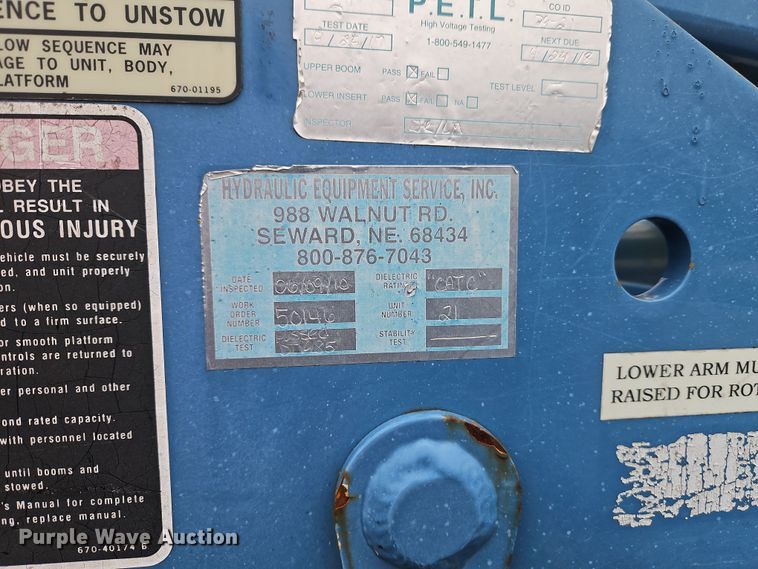 ENCE TO UNSTOW
LOW SEQUENCE MAY
AGE TO UNIT, BODY,
LATFORM
670-01195
P.E.T.L.
High Voltage Testing
1-800-549-1477
CO ID
TEST DATE
NEXT DUE
UPPER BOOM PASS FAIL
TEST LEVEL
LOWER INSERT PASS FAIL NA
INSPECTOR
GER
OBEY THE
L RESULT IN
OUS INJURY
ehicle must be securely
ed, and unit properly
on.
ers (when so equipped)
d to a firm surface.
or smooth platform
ontrols are returned to
ration.
er personal and other
ond rated capacity.
with personnel located
until booms and
stowed.
r's Manual for complete
ng, replace manual.
670-40174 B
HYDRAULIC EQUIPMENT SERVICE, INC.
988 WALNUT RD.
SEWARD, NE. 68434
800-876-7043
DATE INSPECTED 06/09/10
DIELECTRIC RATING "CAT C"
WORK ORDER NUMBER 50146
UNIT NUMBER 21
DIELECTRIC TEST
STABILITY TEST
LOWER ARM MU
RAISED FOR ROT
Purple Wave Auction